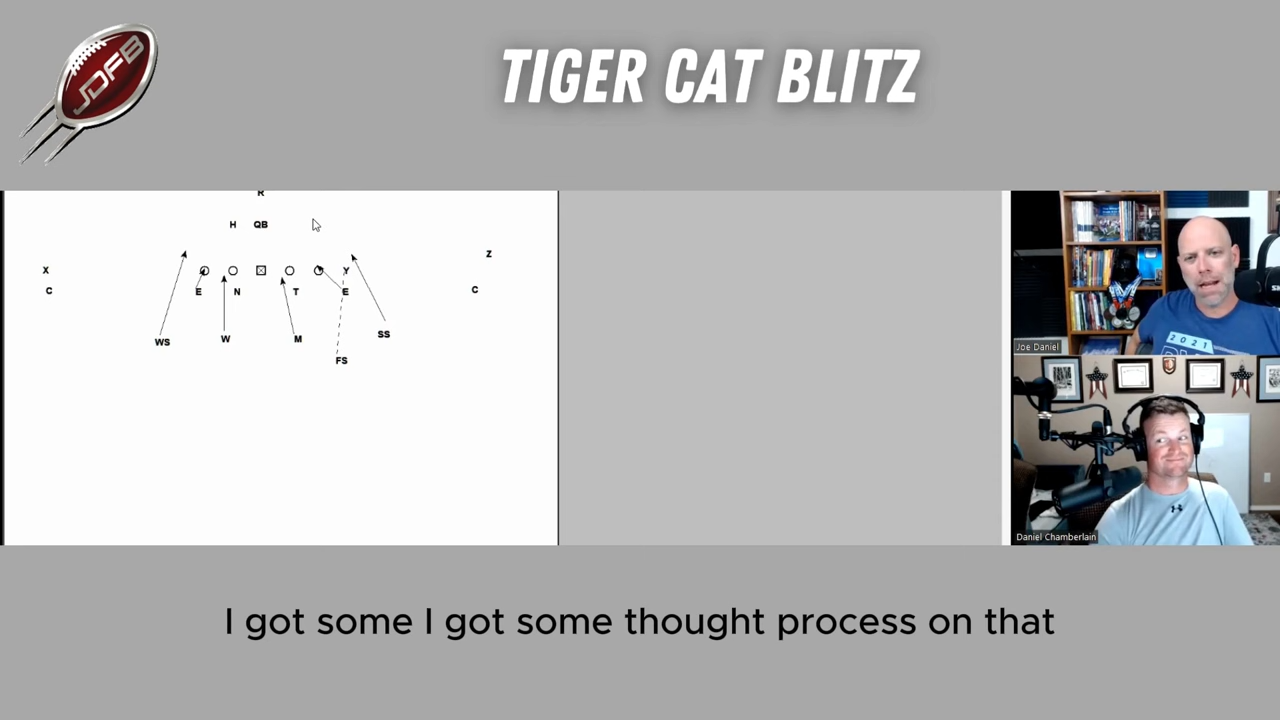 JDFB
TIGER CAT BLITZ
R
H QB
Z
X Y
C E N T E C
WS W M SS
FS
2021
Joe Daniel
Daniel Chamberlain
I got some I got some thought process on that